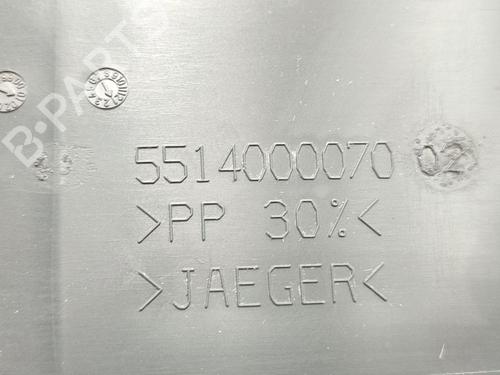 B-PARTS
5514000070 02
>PP 30%<
>JAEGER<